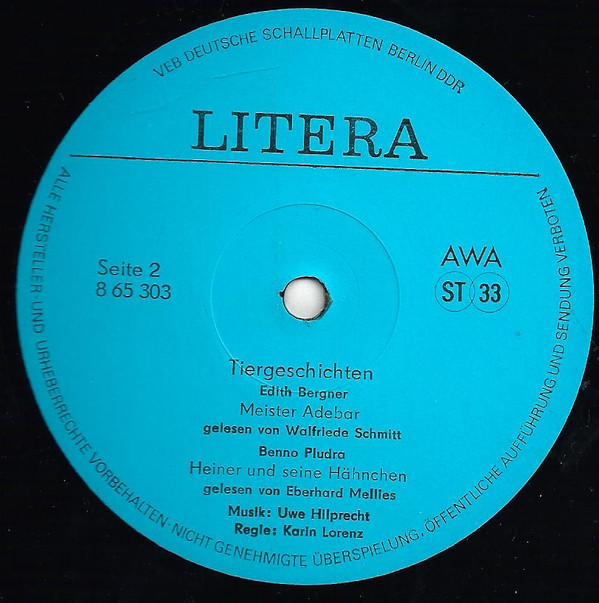 VEB DEUTSCHE SCHALLPLATTEN BERLIN DDR
LITERA
Seite 2
8 65 303
AWA
ST 33
Tiergeschichten
Edith Bergner
Meister Adebar
gelesen von Walfriede Schmitt
Benno Pludra
Heiner und seine Hähnchen
gelesen von Eberhard Mellies
Musik: Uwe Hilprecht
Regie: Karin Lorenz
ALLE HERSTELLER- UND URHEBERRECHTE VORBEHALTEN · NICHT GENEHMIGTE ÜBERSPIELUNG, ÖFFENTLICHE AUFFÜHRUNG UND SENDUNG VERBOTEN